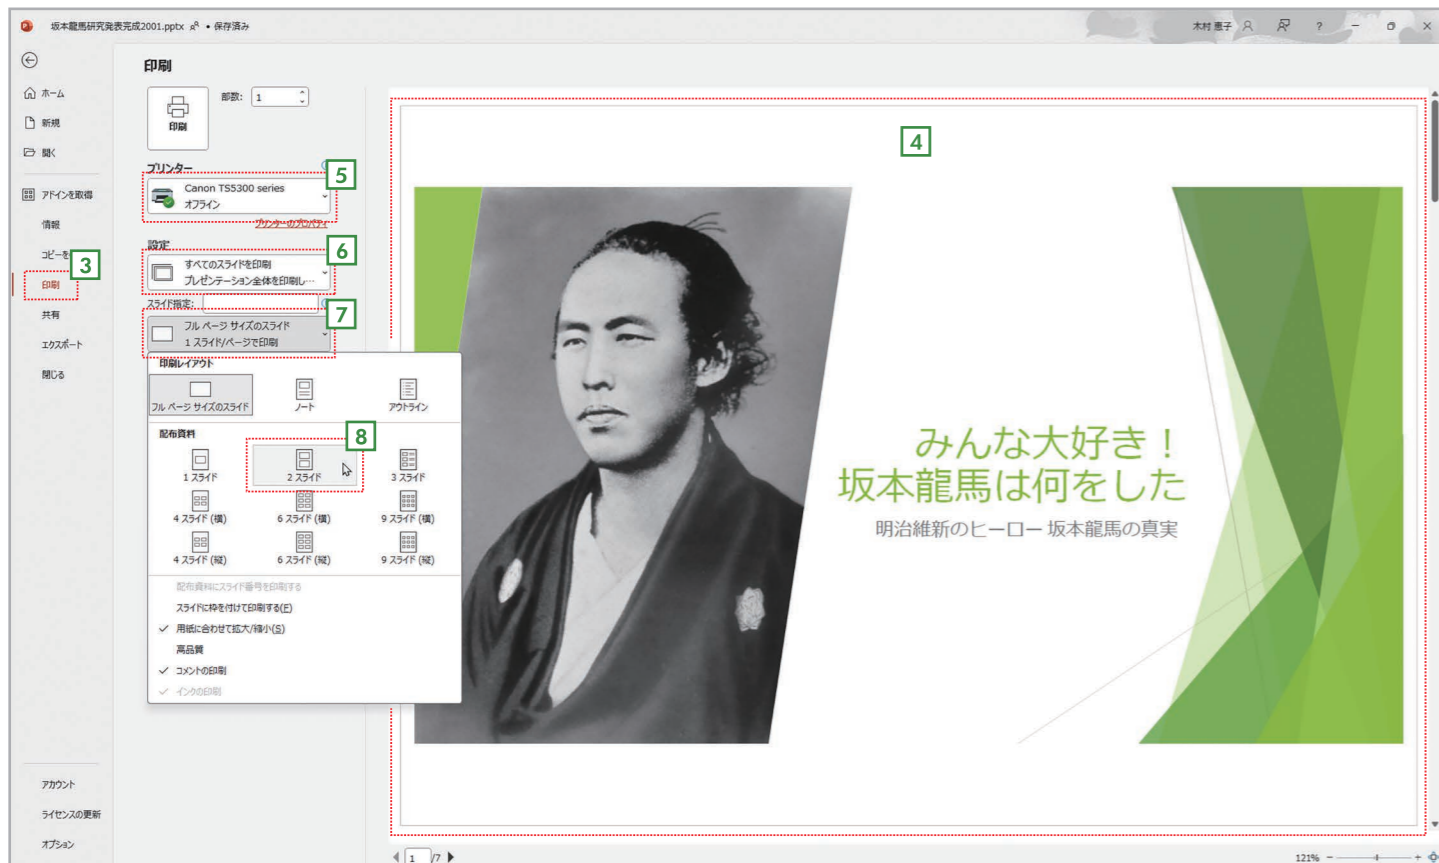 坂本龍馬研究発表完成2001.pptx • 保存済み
木村 恵子
?
印刷
ホーム
新規
開く
アドインを取得
情報
コピーを
3
印刷
共有
エクスポート
閉じる
アカウント
ライセンスの更新
オプション
印刷
部数: 1
プリンター
5
Canon TS5300 series
オフライン
プリンターのプロパティ
設定
6
すべてのスライドを印刷
プレゼンテーション全体を印刷し…
スライド指定:
7
フル ページ サイズのスライド
1 スライド/ページで印刷
印刷レイアウト
フル ページ サイズのスライド
ノート
アウトライン
配布資料
8
1 スライド
2 スライド
3 スライド
4 スライド (横)
6 スライド (横)
9 スライド (横)
4 スライド (縦)
6 スライド (縦)
9 スライド (縦)
配布資料にスライド番号を印刷する
スライドに枠を付けて印刷する(F)
用紙に合わせて拡大/縮小(S)
高品質
コメントの印刷
インクの印刷
4
みんな大好き！
坂本龍馬は何をした
明治維新のヒーロー 坂本龍馬の真実
1 /7
121%